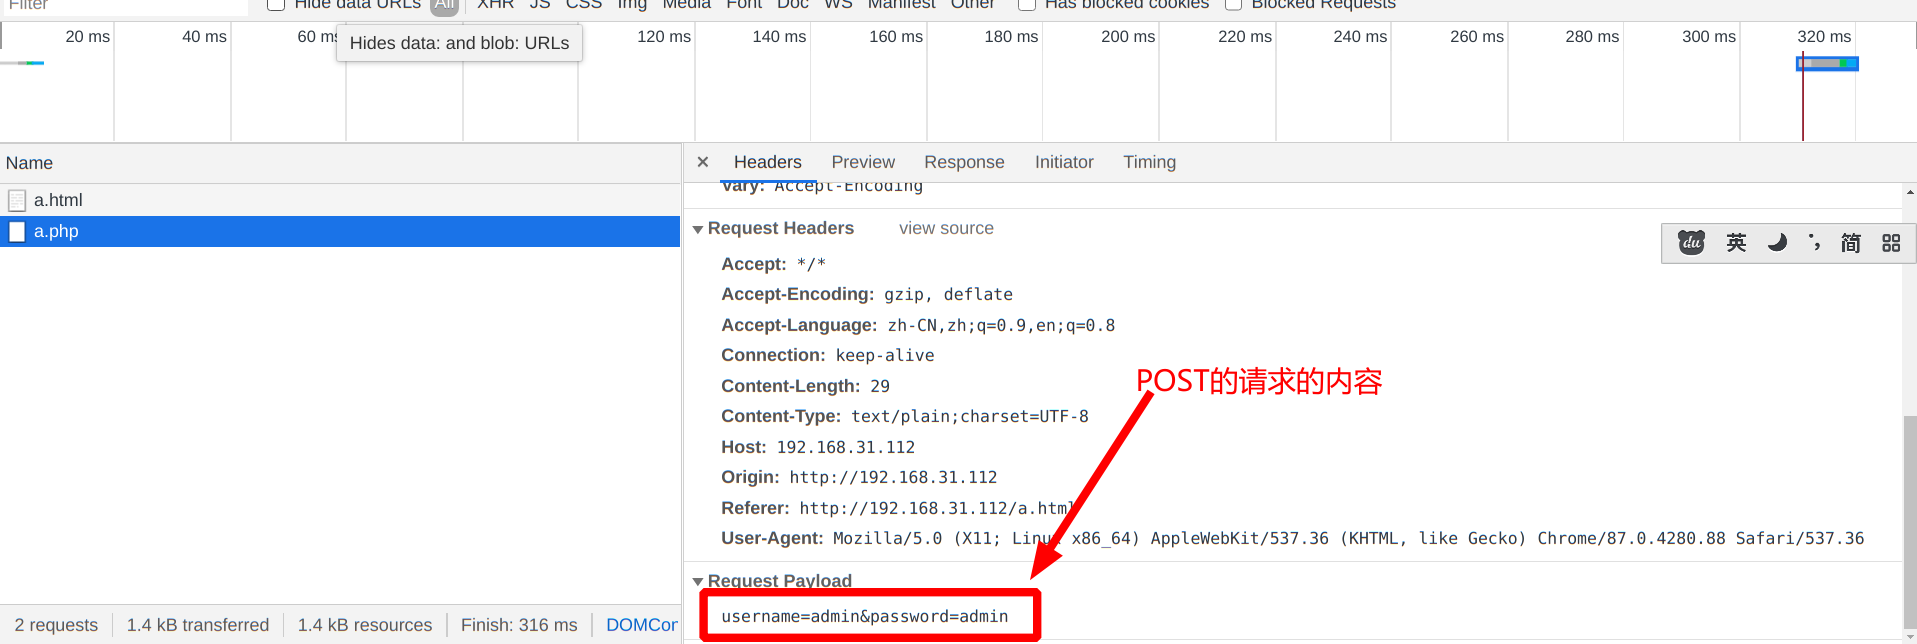 Filter Hide data URLs All XHR JS CSS Img Media Font Doc WS Manifest Other Has blocked cookies Blocked Requests
20 ms 40 ms 60 ms 120 ms 140 ms 160 ms 180 ms 200 ms 220 ms 240 ms 260 ms 280 ms 300 ms 320 ms
Hides data: and blob: URLs
Name
a.html
a.php
Headers Preview Response Initiator Timing
Vary: Accept-Encoding
Request Headers view source
du 英 简
Accept: */*
Accept-Encoding: gzip, deflate
Accept-Language: zh-CN,zh;q=0.9,en;q=0.8
Connection: keep-alive
Content-Length: 29
Content-Type: text/plain;charset=UTF-8
Host: 192.168.31.112
Origin: http://192.168.31.112
Referer: http://192.168.31.112/a.html
User-Agent: Mozilla/5.0 (X11; Linux x86_64) AppleWebKit/537.36 (KHTML, like Gecko) Chrome/87.0.4280.88 Safari/537.36
POST的请求的内容
Request Payload
username=admin&password=admin
2 requests 1.4 kB transferred 1.4 kB resources Finish: 316 ms DOMCon